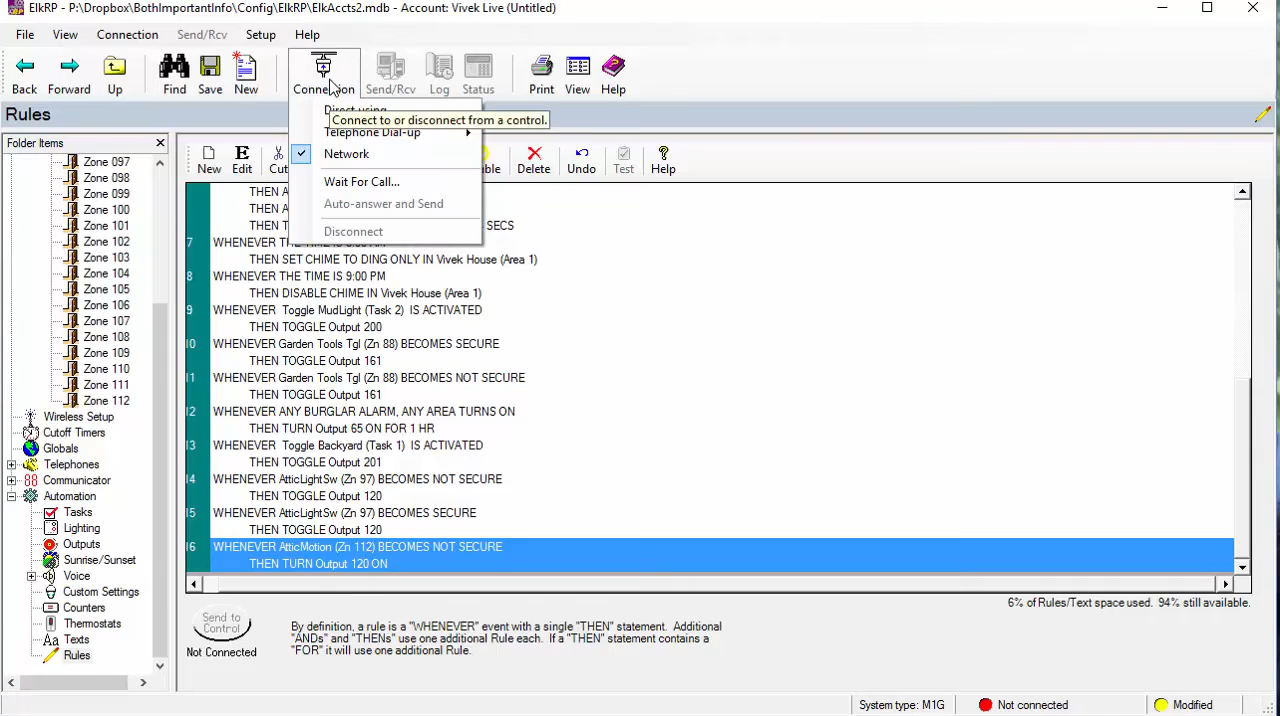 ElkRP - P:\Dropbox\BothImportantInfo\Config\ElkRP\ElkAccts2.mdb - Account: Vivek Live (Untitled)
File View Connection Send/Rcv Setup Help
Back Forward Up Find Save New Connection Send/Rcv Log Status Print View Help
Rules
Folder Items
Zone 097
Zone 098
Zone 099
Zone 100
Zone 101
Zone 102
Zone 103
Zone 104
Zone 105
Zone 106
Zone 107
Zone 108
Zone 109
Zone 110
Zone 111
Zone 112
Wireless Setup
Cutoff Timers
Globals
Telephones
Communicator
Automation
Tasks
Lighting
Outputs
Sunrise/Sunset
Voice
Custom Settings
Counters
Thermostats
Texts
Rules
Connect to or disconnect from a control.
Telephone Dial-up
Network
Wait For Call...
Auto-answer and Send
Disconnect
New Edit Delete Undo Test Help
THEN
THEN
SECS
7 WHENEVER
THEN SET CHIME TO DING ONLY IN Vivek House (Area 1)
8 WHENEVER THE TIME IS 9:00 PM
THEN DISABLE CHIME IN Vivek House (Area 1)
9 WHENEVER Toggle MudLight (Task 2) IS ACTIVATED
THEN TOGGLE Output 200
10 WHENEVER Garden Tools Tgl (Zn 88) BECOMES SECURE
THEN TOGGLE Output 161
11 WHENEVER Garden Tools Tgl (Zn 88) BECOMES NOT SECURE
THEN TOGGLE Output 161
12 WHENEVER ANY BURGLAR ALARM, ANY AREA TURNS ON
THEN TURN Output 65 ON FOR 1 HR
13 WHENEVER Toggle Backyard (Task 1) IS ACTIVATED
THEN TOGGLE Output 201
14 WHENEVER AtticLightSw (Zn 97) BECOMES NOT SECURE
THEN TOGGLE Output 120
15 WHENEVER AtticLightSw (Zn 97) BECOMES SECURE
THEN TOGGLE Output 120
16 WHENEVER AtticMotion (Zn 112) BECOMES NOT SECURE
THEN TURN Output 120 ON
6% of Rules/Text space used. 94% still available.
Send to
Control
Not Connected
By definition, a rule is a "WHENEVER" event with a single "THEN" statement. Additional
"ANDs" and "THENs" use one additional Rule each. If a "THEN" statement contains a
"FOR" it will use one additional Rule.
System type: M1G Not connected Modified